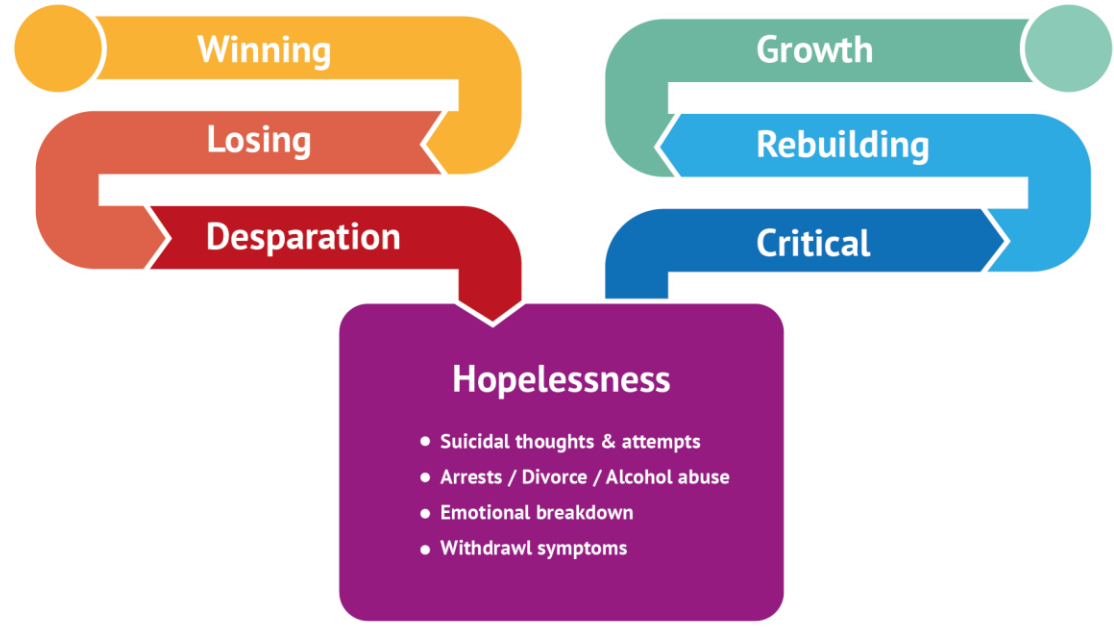 Winning
Losing
Desparation
Hopelessness
● Suicidal thoughts & attempts
● Arrests / Divorce / Alcohol abuse
● Emotional breakdown
● Withdrawl symptoms
Critical
Rebuilding
Growth